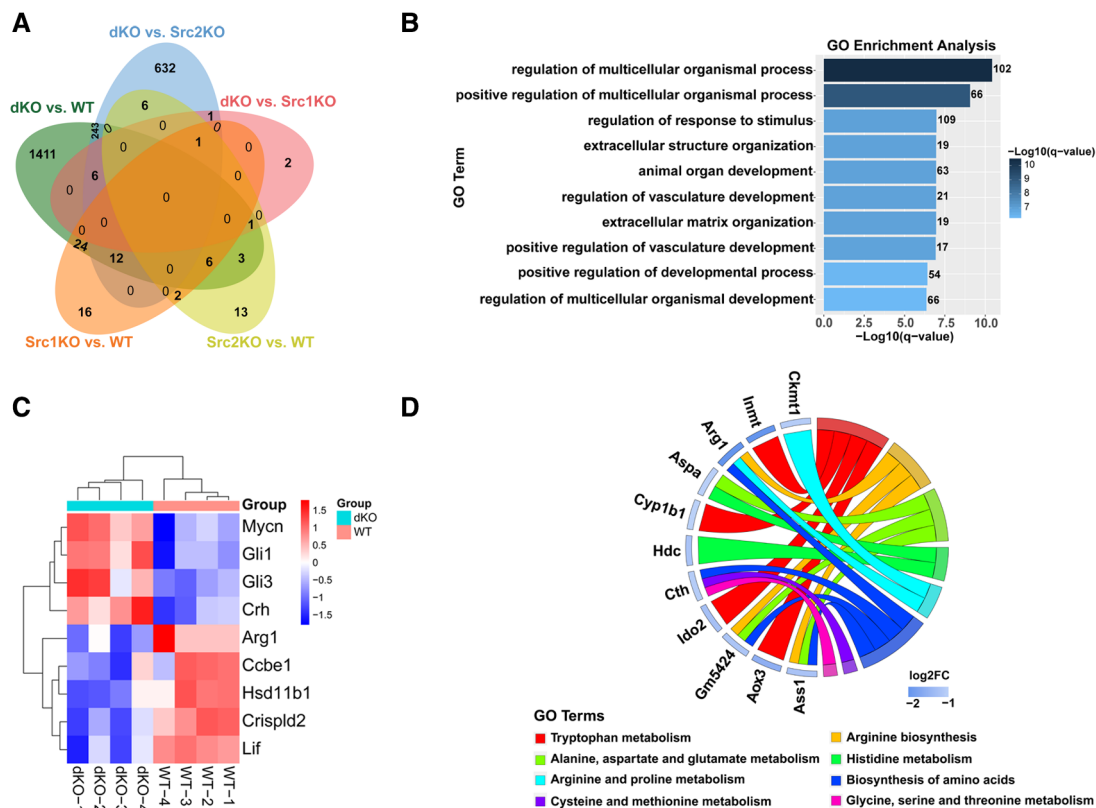 A
dKO vs. Src2KO
632
dKO vs. WT
6
dKO vs. Src1KO
243
0
0
1
0
1411
0
1
0
2
6
0
0
0
0
0
0
0
1
24
12
0
6
3
0
0
2
16
13
Src1KO vs. WT
Src2KO vs. WT
B
GO Enrichment Analysis
GO Term
regulation of multicellular organismal process
102
positive regulation of multicellular organismal process
66
regulation of response to stimulus
109
extracellular structure organization
19
animal organ development
63
regulation of vasculature development
21
extracellular matrix organization
19
positive regulation of vasculature development
17
positive regulation of developmental process
54
regulation of multicellular organismal development
66
0.0 2.5 5.0 7.5 10.0
−Log10(q−value)
−Log10(q−value)
10
9
8
7
C
Group
Mycn
Gli1
Gli3
Crh
Arg1
Ccbe1
Hsd11b1
Crispld2
Lif
WT-4
WT-3
WT-2
WT-1
1.5
1
0.5
0
−0.5
−1
−1.5
Group
dKO
WT
D
Ckmt1
Inmt
Arg1
Aspa
Cyp1b1
Hdc
Cth
Ido2
Gm5424
Aox3
Ass1
log2FC
−2 −1
GO Terms
Tryptophan metabolism
Alanine, aspartate and glutamate metabolism
Arginine and proline metabolism
Cysteine and methionine metabolism
Arginine biosynthesis
Histidine metabolism
Biosynthesis of amino acids
Glycine, serine and threonine metabolism